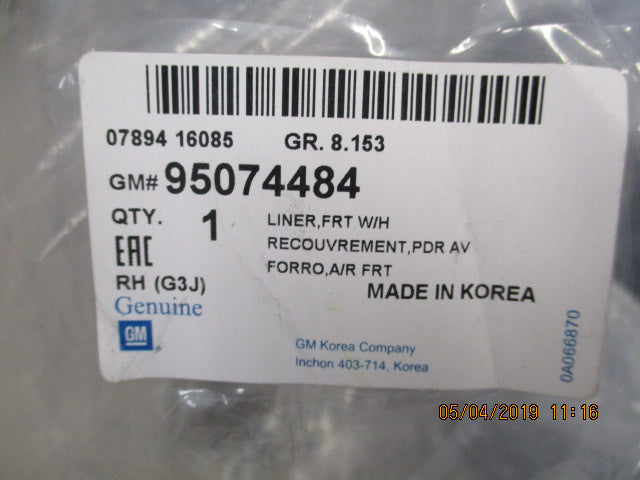 07894 16085 GR. 8.153
GM# 95074484
QTY. 1
LINER,FRT W/H
RECOUVREMENT,PDR AV
FORRO,A/R FRT
EAC
RH (G3J)
MADE IN KOREA
Genuine
GM
GM Korea Company
Inchon 403-714, Korea
0A066870
05/04/2019 11:16